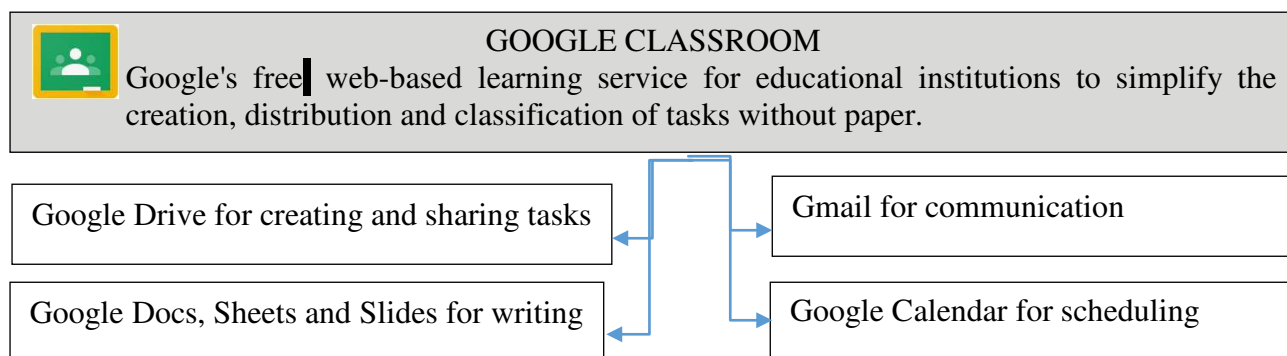 GOOGLE CLASSROOM
Google's free web-based learning service for educational institutions to simplify the
creation, distribution and classification of tasks without paper.
Google Drive for creating and sharing tasks
Gmail for communication
Google Docs, Sheets and Slides for writing
Google Calendar for scheduling